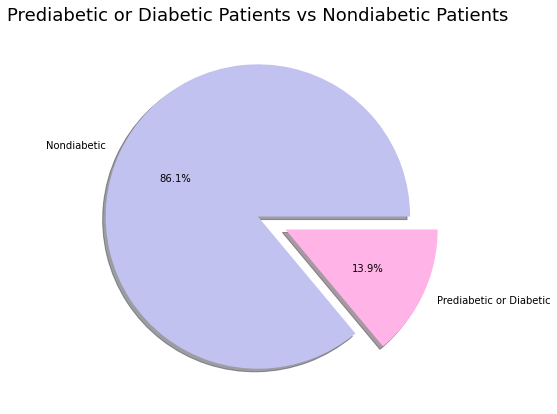 Prediabetic or Diabetic Patients vs Nondiabetic Patients
Nondiabetic
86.1%
13.9%
Prediabetic or Diabetic